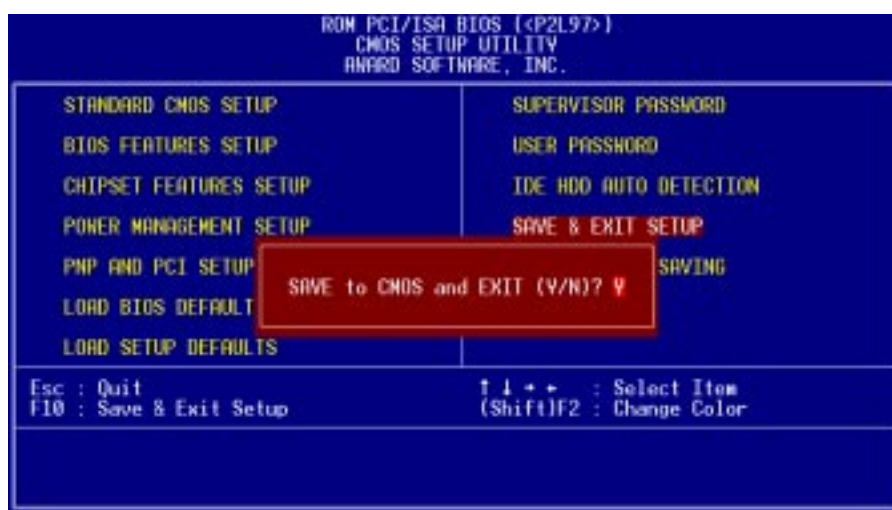 ROM PCI/ISA BIOS (<P2L97>)
CMOS SETUP UTILITY
AWARD SOFTWARE, INC.
STANDARD CMOS SETUP
BIOS FEATURES SETUP
CHIPSET FEATURES SETUP
POWER MANAGEMENT SETUP
PNP AND PCI SETUP
LOAD BIOS DEFAULT
LOAD SETUP DEFAULTS
SUPERVISOR PASSWORD
USER PASSWORD
IDE HDD AUTO DETECTION
SAVE & EXIT SETUP
SAVING
SAVE to CMOS and EXIT (Y/N)? Y
Esc : Quit
F10 : Save & Exit Setup
↑ ↓ → ← : Select Item
(Shift)F2 : Change Color